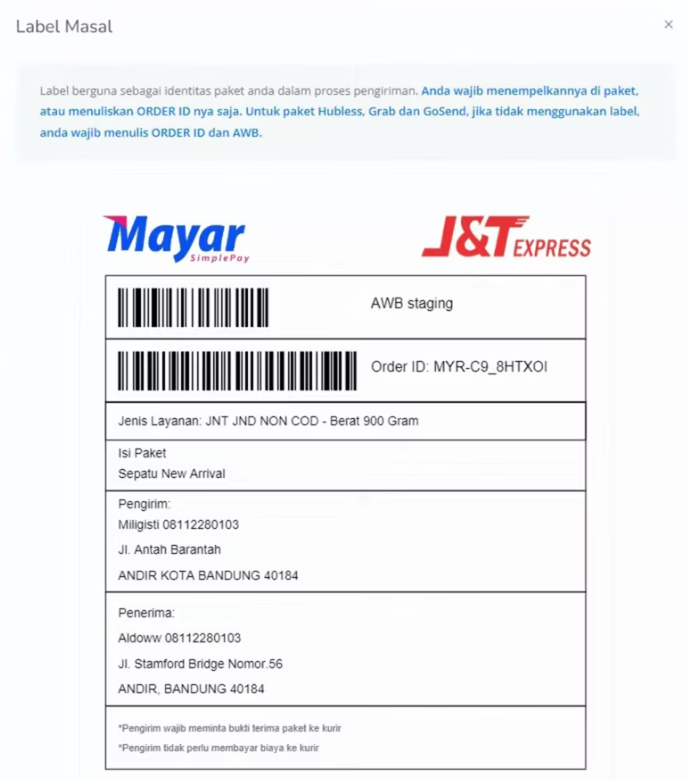 Label Masal
×
Label berguna sebagai identitas paket anda dalam proses pengiriman. Anda wajib menempelkannya di paket,
atau menuliskan ORDER ID nya saja. Untuk paket Hubless, Grab dan GoSend, jika tidak menggunakan label,
anda wajib menulis ORDER ID dan AWB.
Mayar
SimplePay
J&T EXPRESS
AWB staging
Order ID: MYR-C9_8HTXOI
Jenis Layanan: JNT JND NON COD - Berat 900 Gram
Isi Paket
Sepatu New Arrival
Pengirim:
Miligisti 08112280103
Jl. Antah Barantah
ANDIR KOTA BANDUNG 40184
Penerima:
Aldoww 08112280103
Jl. Stamford Bridge Nomor.56
ANDIR, BANDUNG 40184
*Pengirim wajib meminta bukti terima paket ke kurir
*Pengirim tidak perlu membayar biaya ke kurir